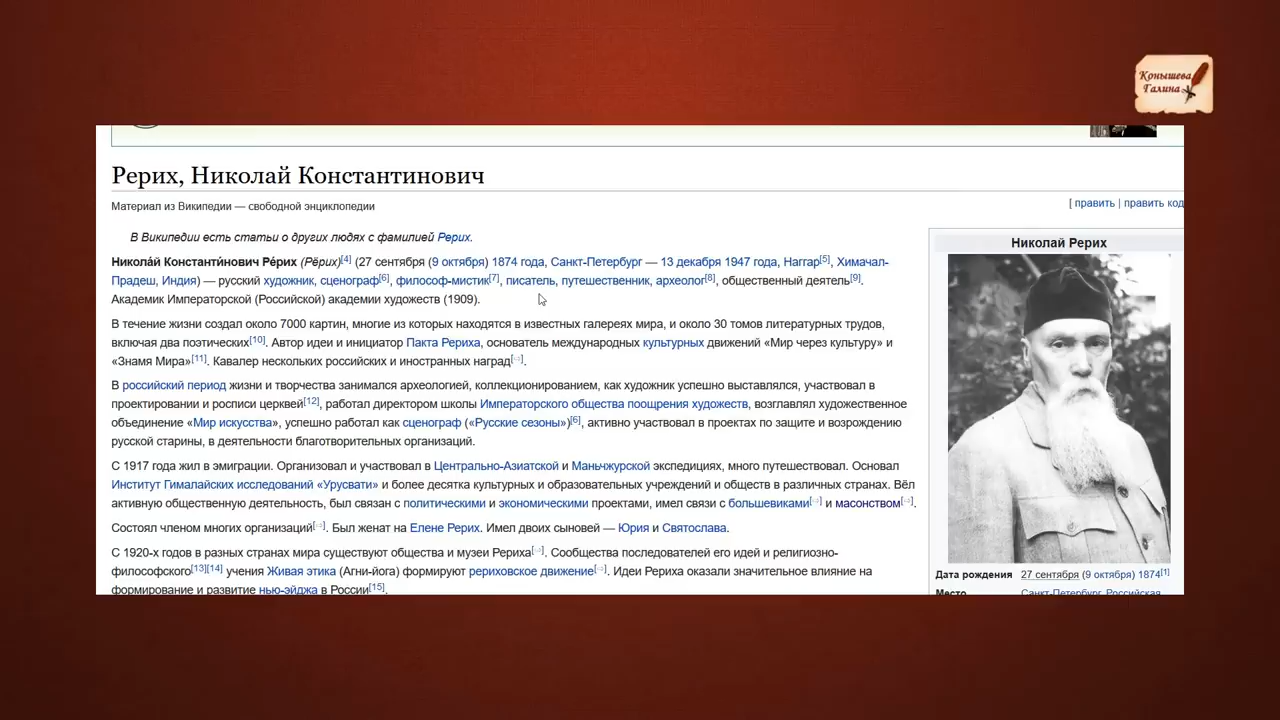 Конышева
Галина
Рерих, Николай Константинович
Материал из Википедии — свободной энциклопедии
[ править | править код
В Википедии есть статьи о других людях с фамилией Рерих.
Никола́й Константи́нович Ре́рих (Рёрих)[4] (27 сентября (9 октября) 1874 года, Санкт-Петербург — 13 декабря 1947 года, Наггар[5], Химачал-
Прадеш, Индия) — русский художник, сценограф[6], философ-мистик[7], писатель, путешественник, археолог[8], общественный деятель[9].
Академик Императорской (Российской) академии художеств (1909).
В течение жизни создал около 7000 картин, многие из которых находятся в известных галереях мира, и около 30 томов литературных трудов,
включая два поэтических[10]. Автор идеи и инициатор Пакта Рериха, основатель международных культурных движений «Мир через культуру» и
«Знамя Мира»[11]. Кавалер нескольких российских и иностранных наград[⇨].
В российский период жизни и творчества занимался археологией, коллекционированием, как художник успешно выставлялся, участвовал в
проектировании и росписи церквей[12], работал директором школы Императорского общества поощрения художеств, возглавлял художественное
объединение «Мир искусства», успешно работал как сценограф («Русские сезоны»)[6], активно участвовал в проектах по защите и возрождению
русской старины, в деятельности благотворительных организаций.
С 1917 года жил в эмиграции. Организовал и участвовал в Центрально-Азиатской и Маньчжурской экспедициях, много путешествовал. Основал
Институт Гималайских исследований «Урусвати» и более десятка культурных и образовательных учреждений и обществ в различных странах. Вёл
активную общественную деятельность, был связан с политическими и экономическими проектами, имел связи с большевиками[⇨] и масонством[⇨].
Состоял членом многих организаций[⇨]. Был женат на Елене Рерих. Имел двоих сыновей — Юрия и Святослава.
С 1920-х годов в разных странах мира существуют общества и музеи Рериха[⇨]. Сообщества последователей его идей и религиозно-
философского[13][14] учения Живая этика (Агни-йога) формируют рериховское движение[⇨]. Идеи Рериха оказали значительное влияние на
формирование и развитие нью-эйджа в России[15].
Николай Рерих
Дата рождения 27 сентября (9 октября) 1874[1]
Место Санкт-Петербург, Российская